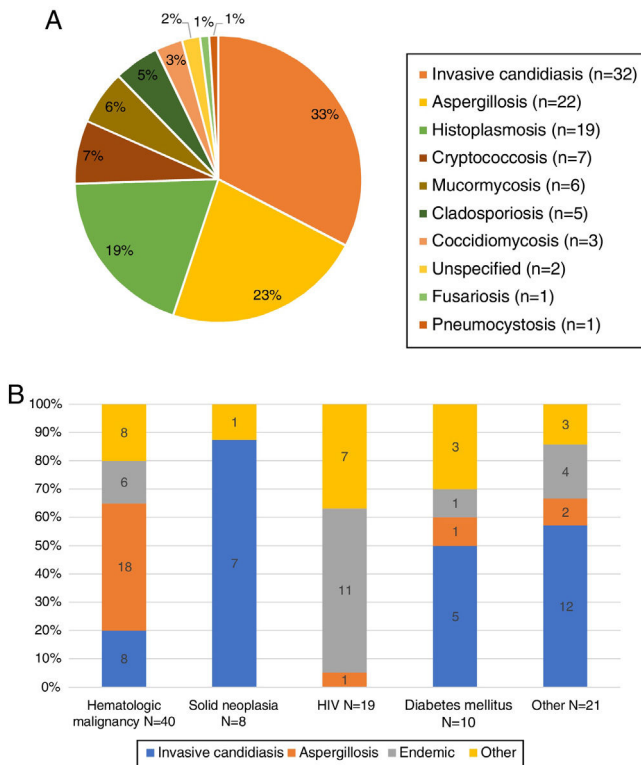 A
2%
1%
1%
3%
5%
6%
7%
19%
23%
33%
Invasive candidiasis (n=32)
Aspergillosis (n=22)
Histoplasmosis (n=19)
Cryptococcosis (n=7)
Mucormycosis (n=6)
Cladosporiosis (n=5)
Coccidiomycosis (n=3)
Unspecified (n=2)
Fusariosis (n=1)
Pneumocystosis (n=1)
B
100%
90%
80%
70%
60%
50%
40%
30%
20%
10%
0%
8
6
18
8
1
7
7
11
1
3
1
1
5
3
4
2
12
Hematologic
malignancy N=40
Solid neoplasia
N=8
HIV N=19
Diabetes mellitus
N=10
Other N=21
Invasive candidiasis Aspergillosis Endemic Other